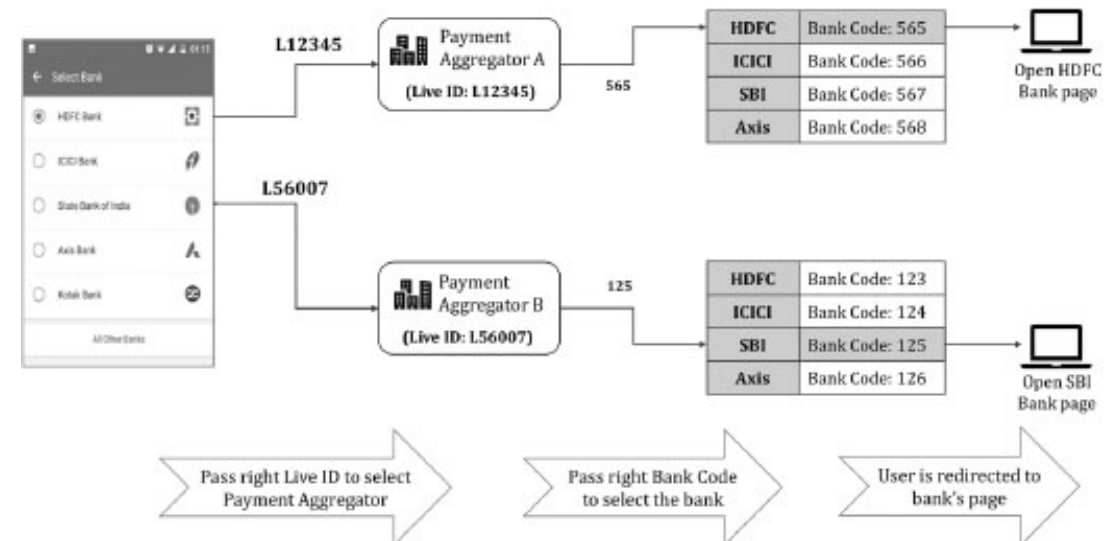 01:15
Select Bank
HDFC Bank
ICICI Bank
State Bank of India
Axis Bank
Kotak Bank
All Other Banks
L12345
Payment
Aggregator A
(Live ID: L12345)
565
HDFC Bank Code: 565
ICICI Bank Code: 566
SBI Bank Code: 567
Axis Bank Code: 568
Open HDFC
Bank page
L56007
Payment
Aggregator B
(Live ID: L56007)
125
HDFC Bank Code: 123
ICICI Bank Code: 124
SBI Bank Code: 125
Axis Bank Code: 126
Open SBI
Bank page
Pass right Live ID to select
Payment Aggregator
Pass right Bank Code
to select the bank
User is redirected to
bank's page